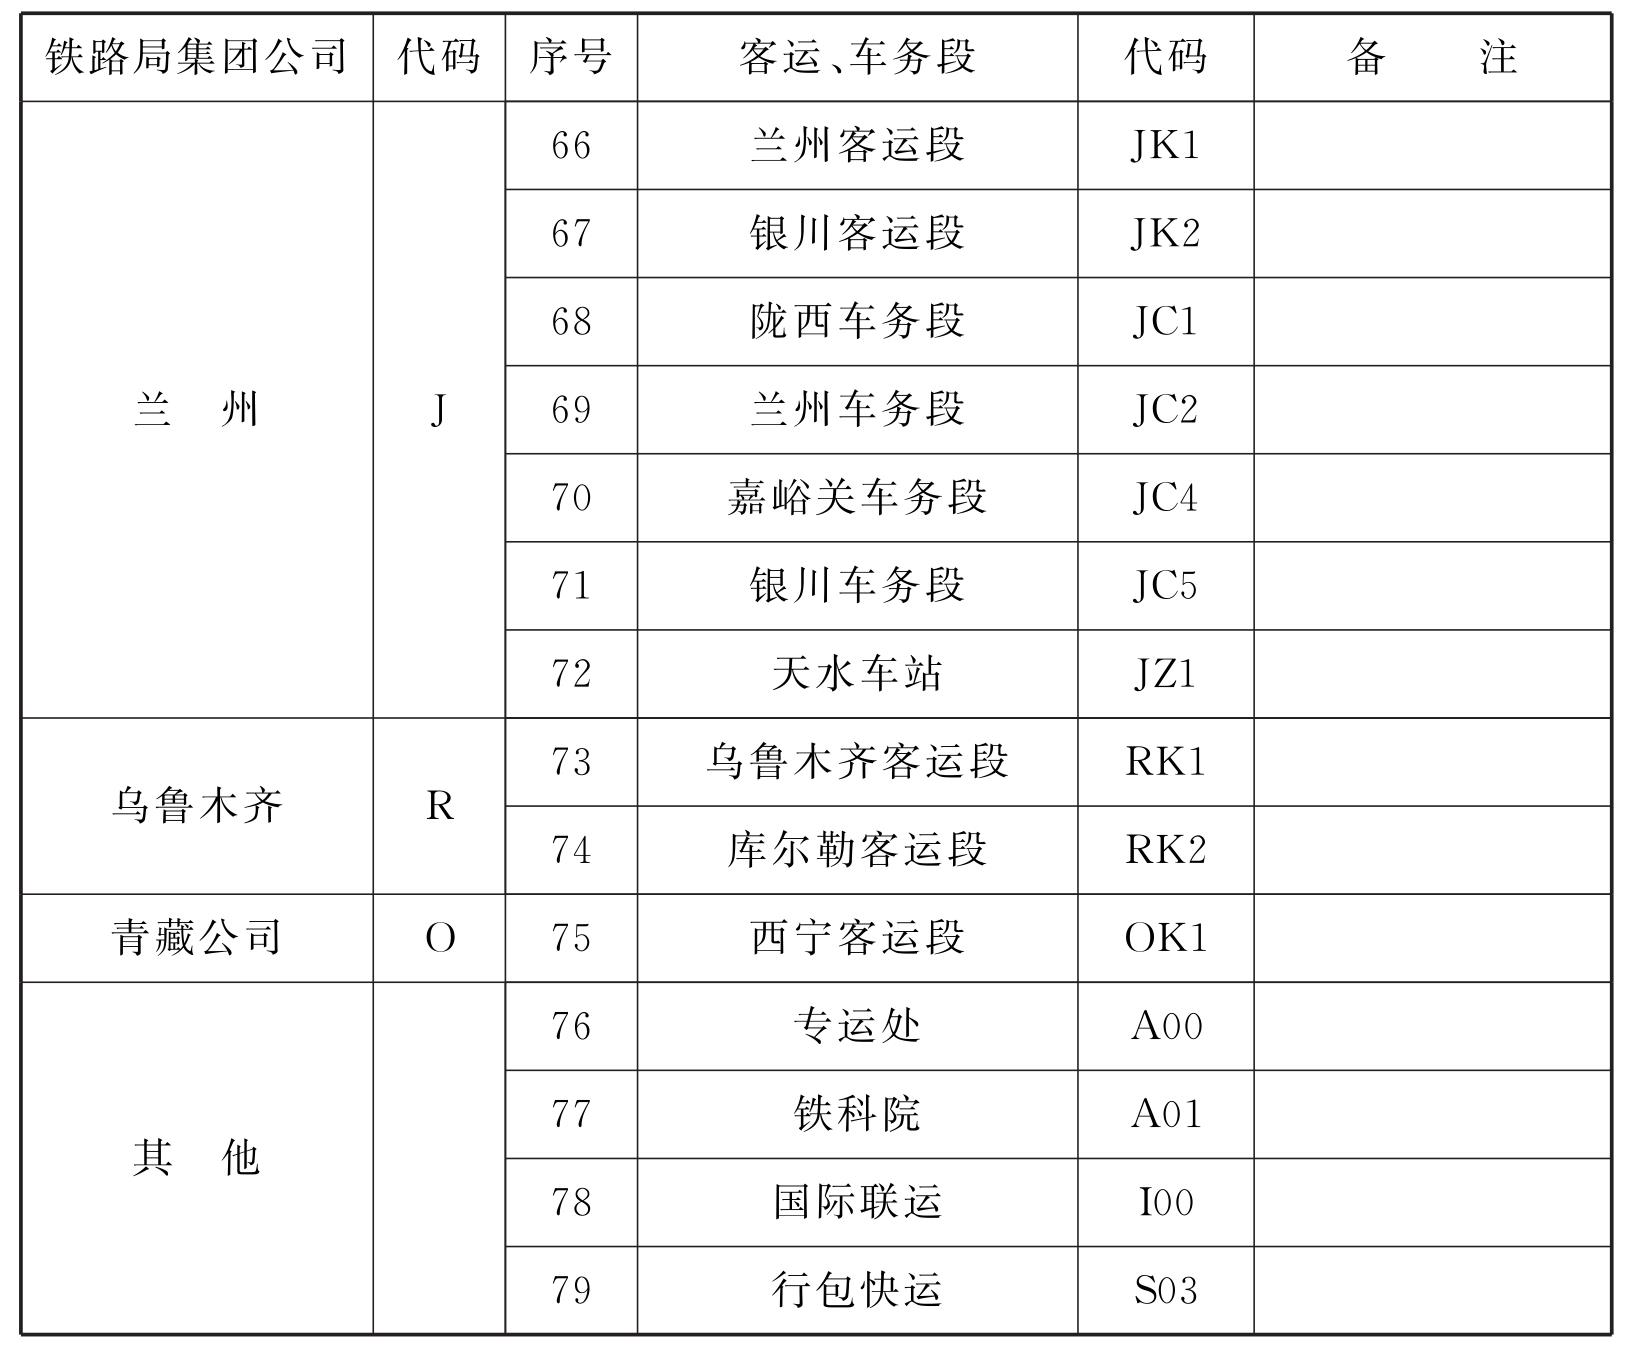 铁路局集团公司 代码 序号 客运、车务段 代码 备 注
兰 州 J 66 兰州客运段 JK1
67 银川客运段 JK2
68 陇西车务段 JC1
69 兰州车务段 JC2
70 嘉峪关车务段 JC4
71 银川车务段 JC5
72 天水车站 JZ1
乌鲁木齐 R 73 乌鲁木齐客运段 RK1
74 库尔勒客运段 RK2
青藏公司 O 75 西宁客运段 OK1
其 他 76 专运处 A00
77 铁科院 A01
78 国际联运 I00
79 行包快运 S03